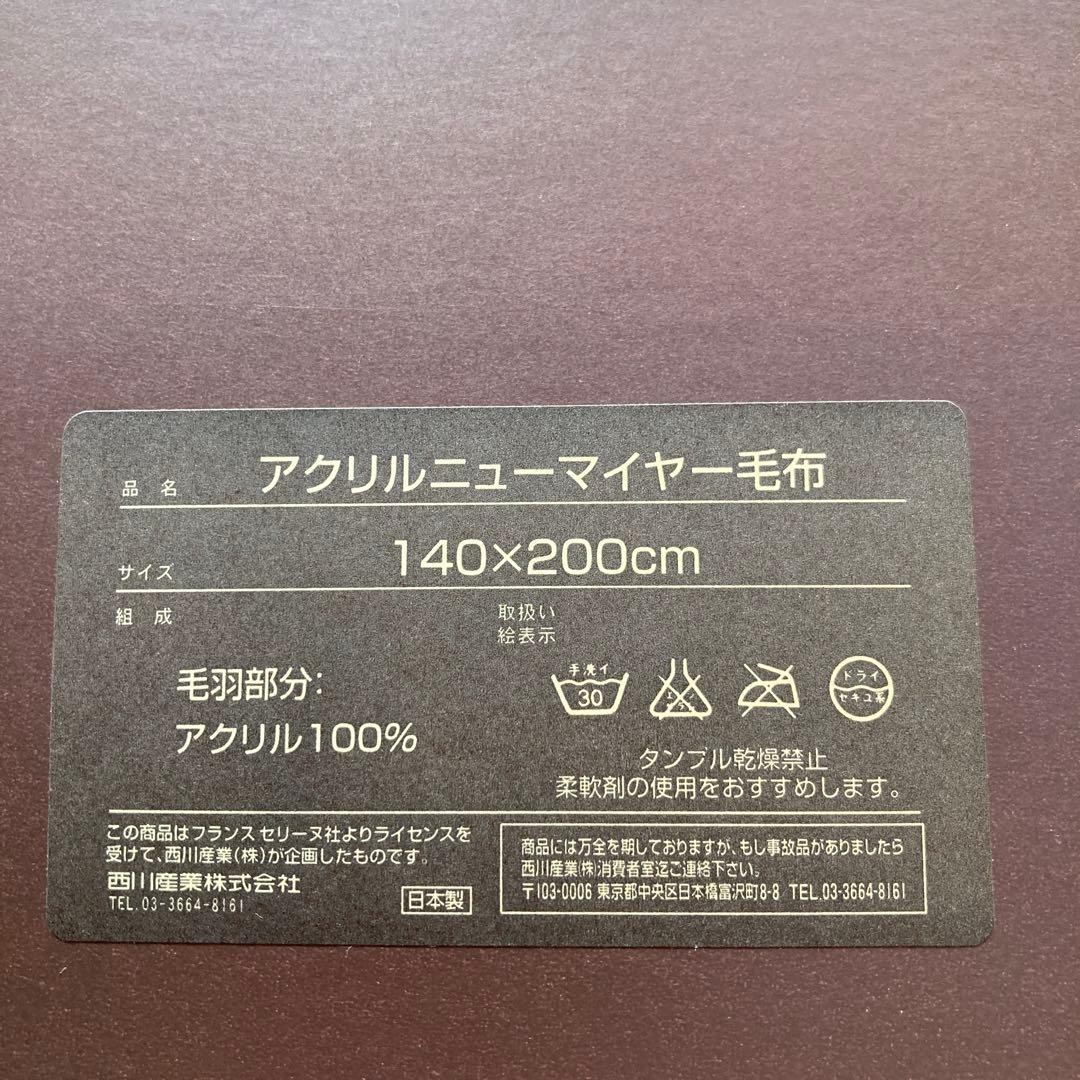 品名 アクリルニューマイヤー毛布
サイズ 140×200cm
組成
毛羽部分:
アクリル100%
取扱い
絵表示
手洗イ
30
ドライ
セキユ系
タンブル乾燥禁止
柔軟剤の使用をおすすめします。
この商品はフランス セリーヌ社よりライセンスを
受けて、西川産業(株)が企画したものです。
西川産業株式会社
TEL.03-3664-8161
日本製
商品には万全を期しておりますが、もし事故品がありましたら
西川産業(株)消費者室迄ご連絡下さい。
〒103-0006 東京都中央区日本橋富沢町8-8 TEL.03-3664-8161